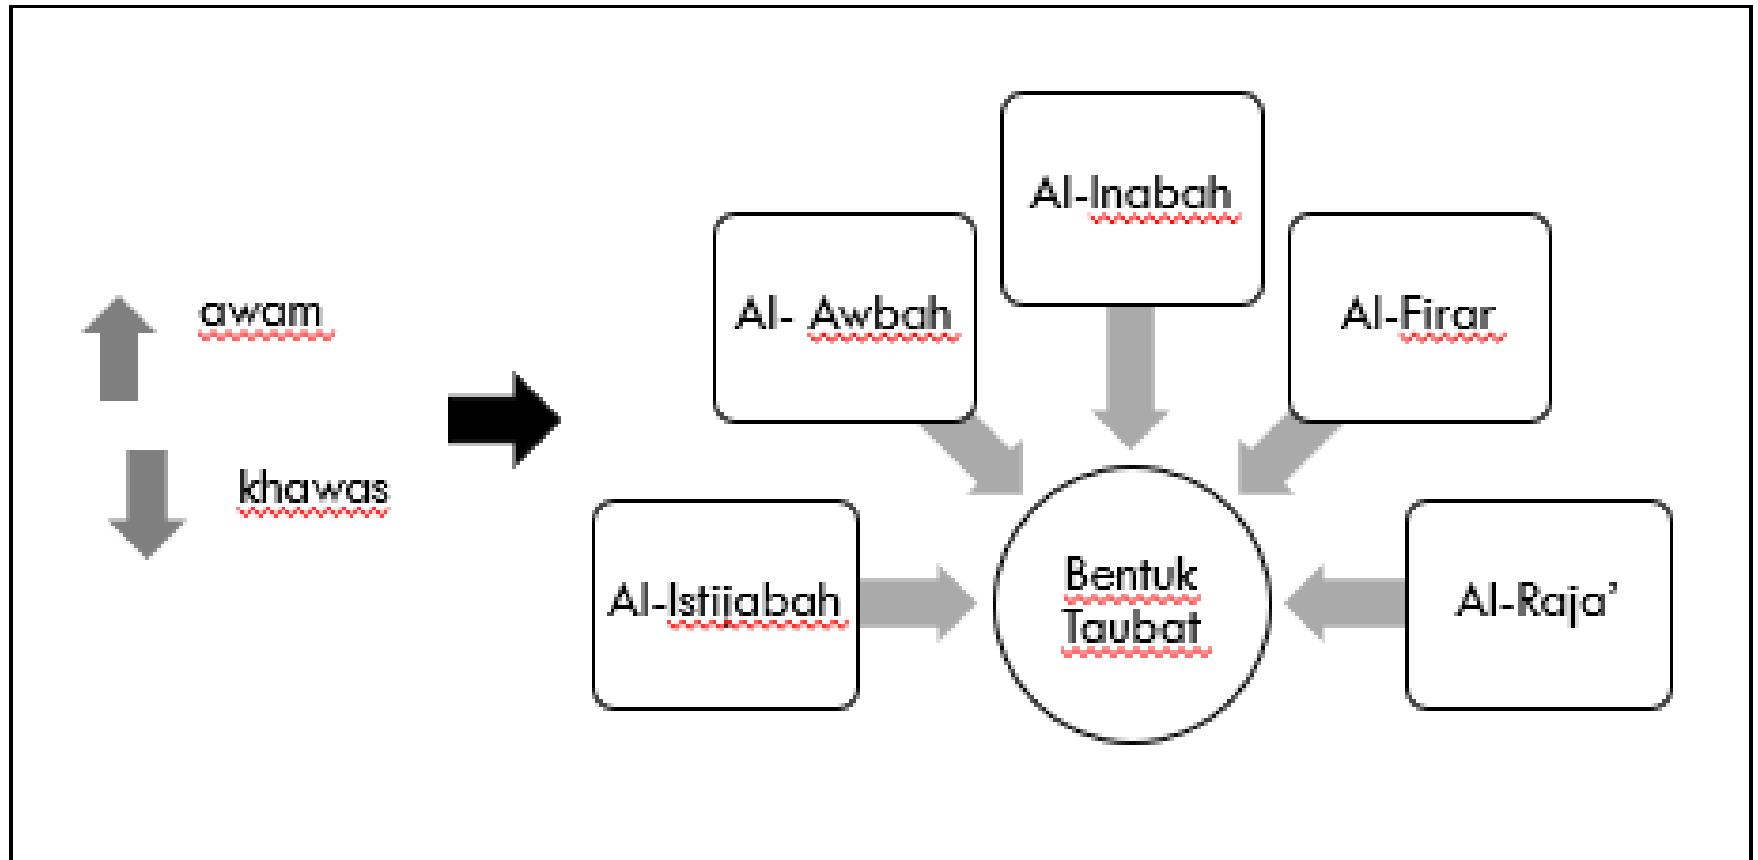 awam
khawas
Al-Inabah
Al- Awbah
Al-Firar
Al-Istijabah
Bentuk
Taubat
Al-Raja’